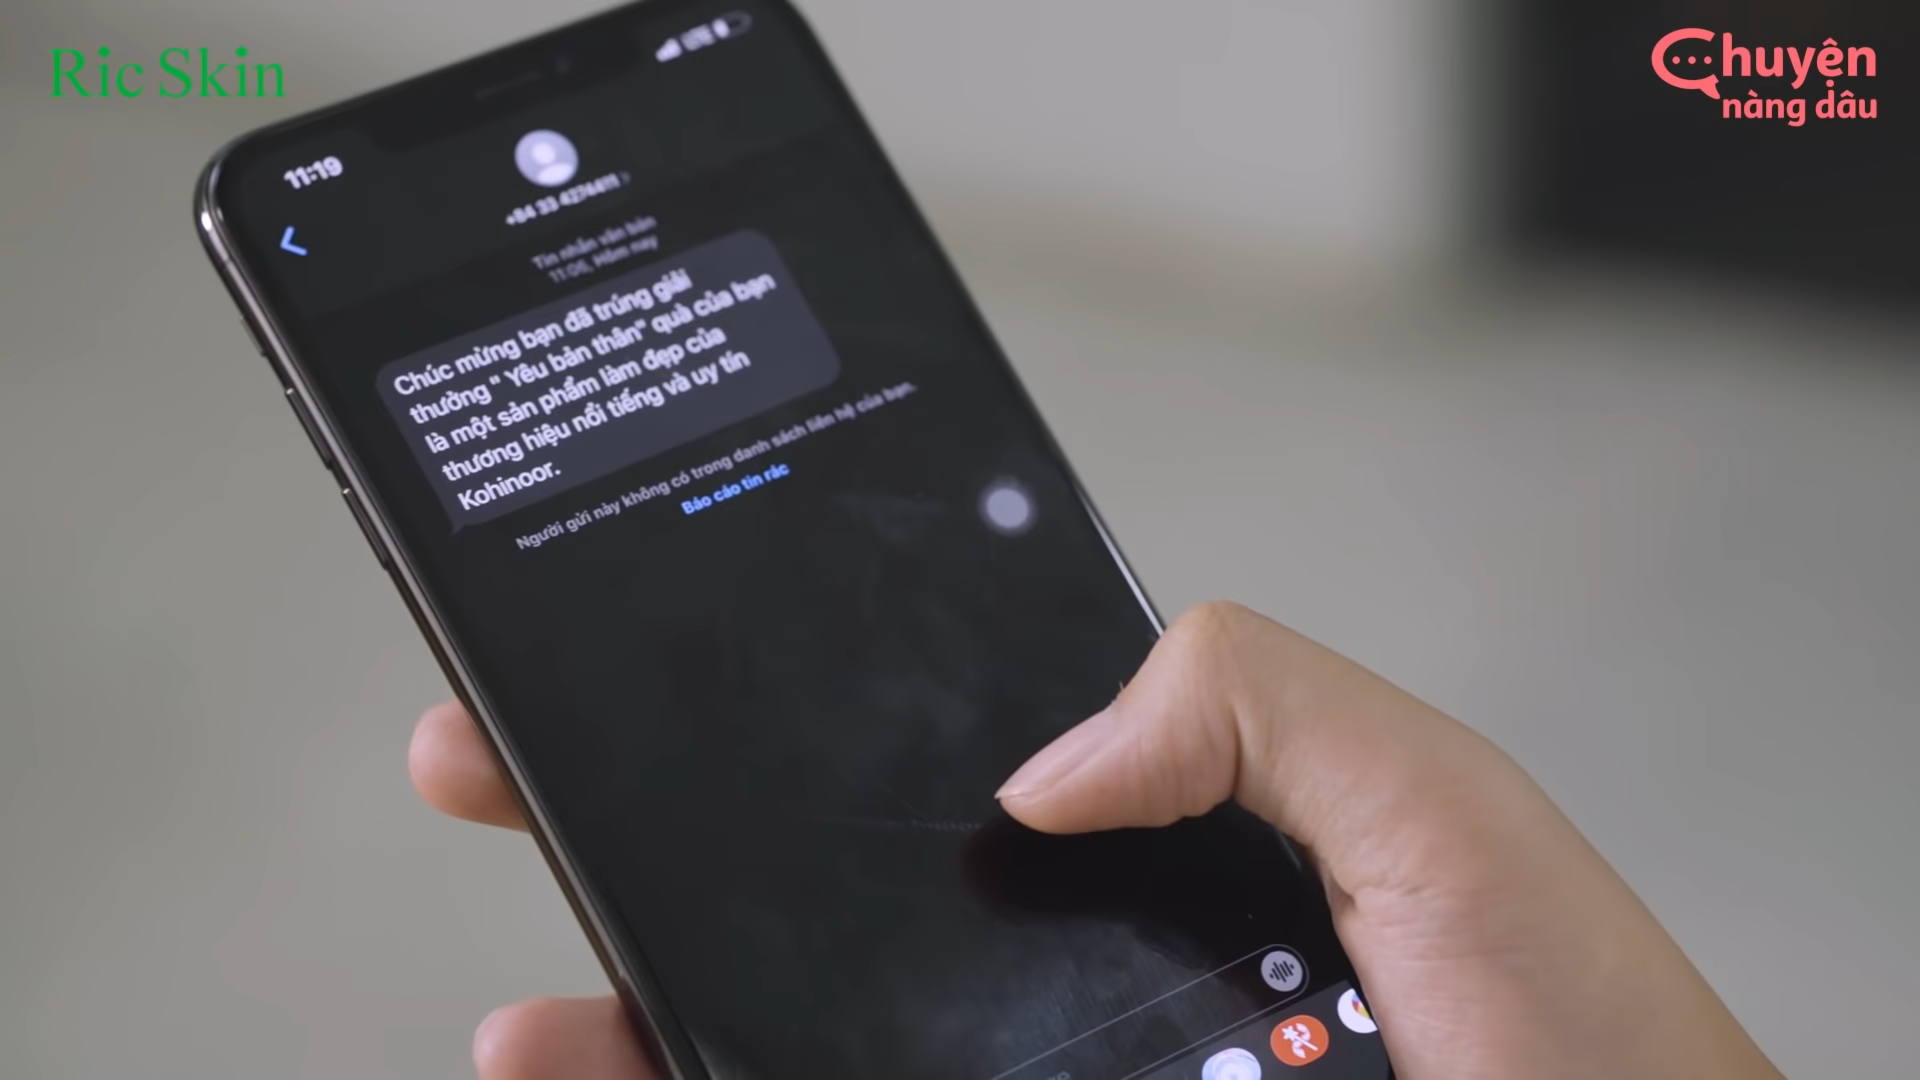 Ric Skin
Chuyện
nàng dâu
11:19
Tin nhắn văn bản
11:06, Hôm nay
Chúc mừng bạn đã trúng giải
thưởng " Yêu bản thân" quà của bạn
là một sản phẩm làm đẹp của
thương hiệu nổi tiếng và uy tín
Kohinoor.
Người gửi này không có trong danh sách liên hệ của bạn.
Báo cáo tin rác